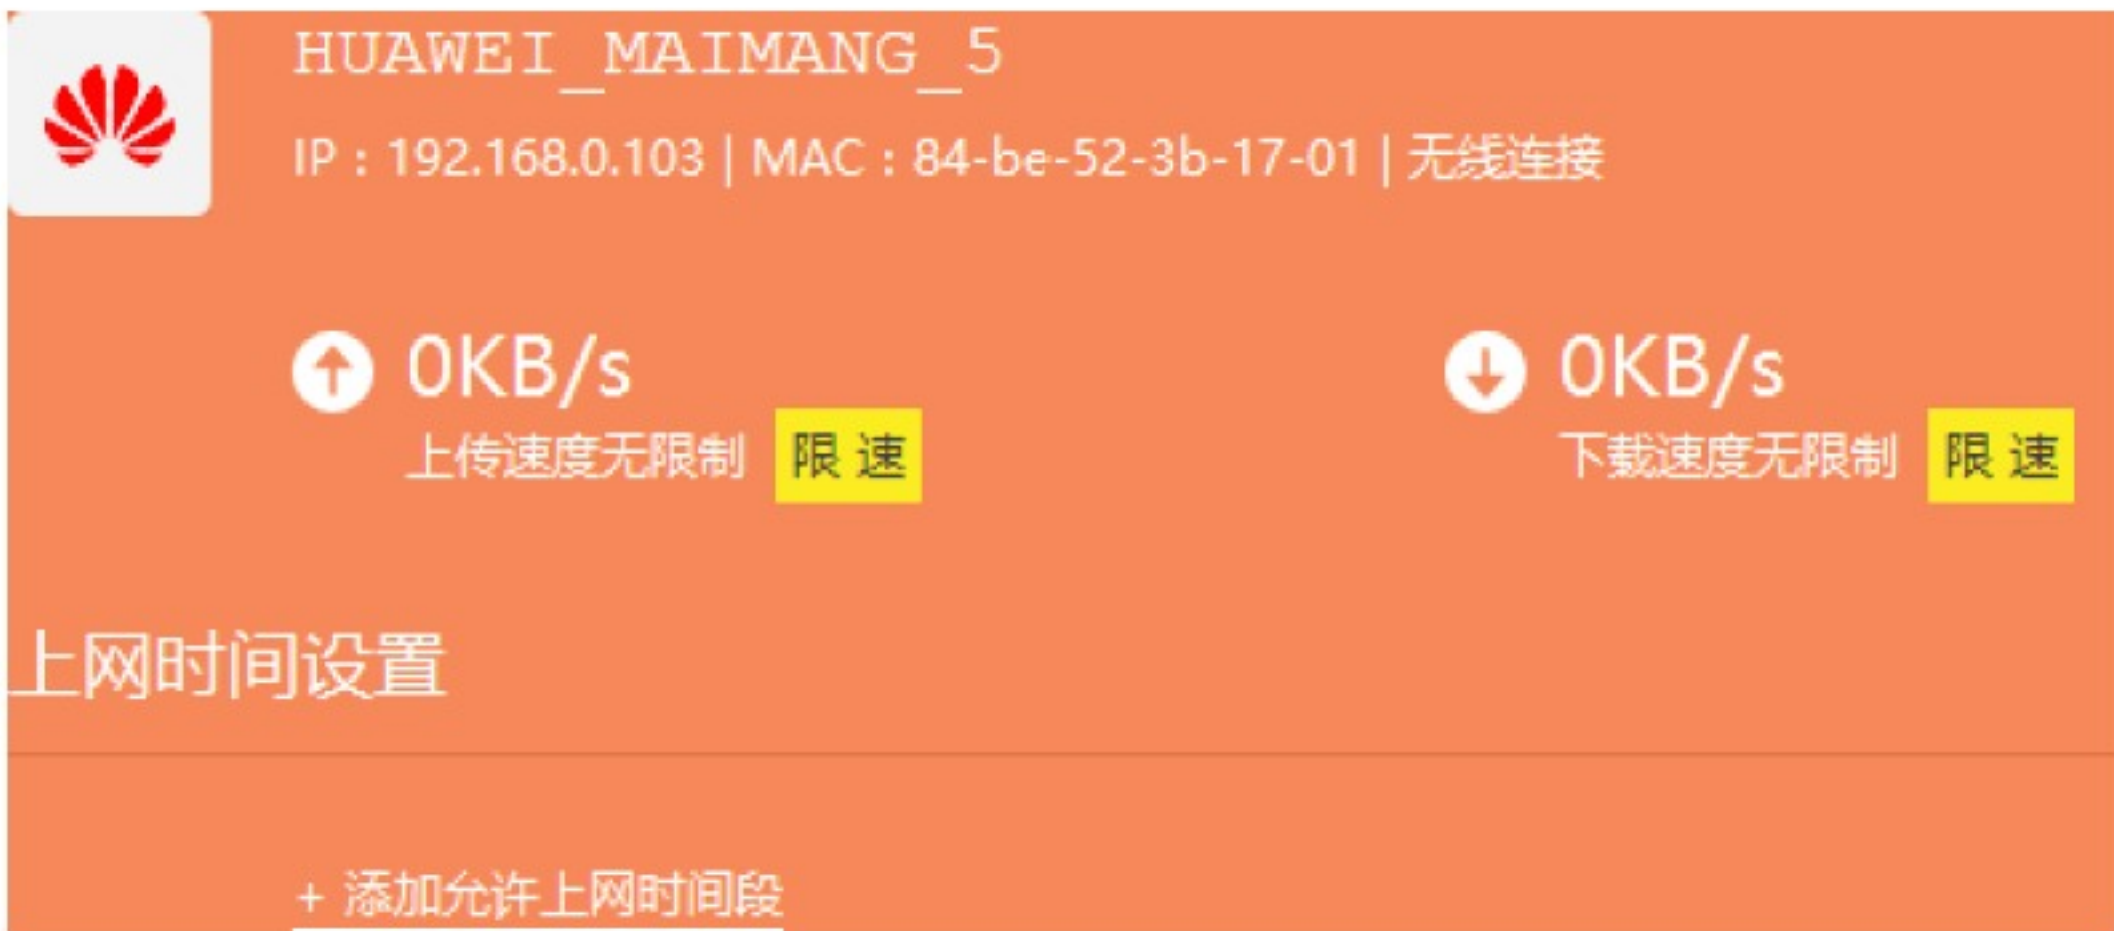 HUAWEI_MAIMANG_5
IP : 192.168.0.103 | MAC : 84-be-52-3b-17-01 | 无线连接
0KB/s 0KB/s
上传速度无限制 限 速 下载速度无限制 限 速
上网时间设置
+ 添加允许上网时间段